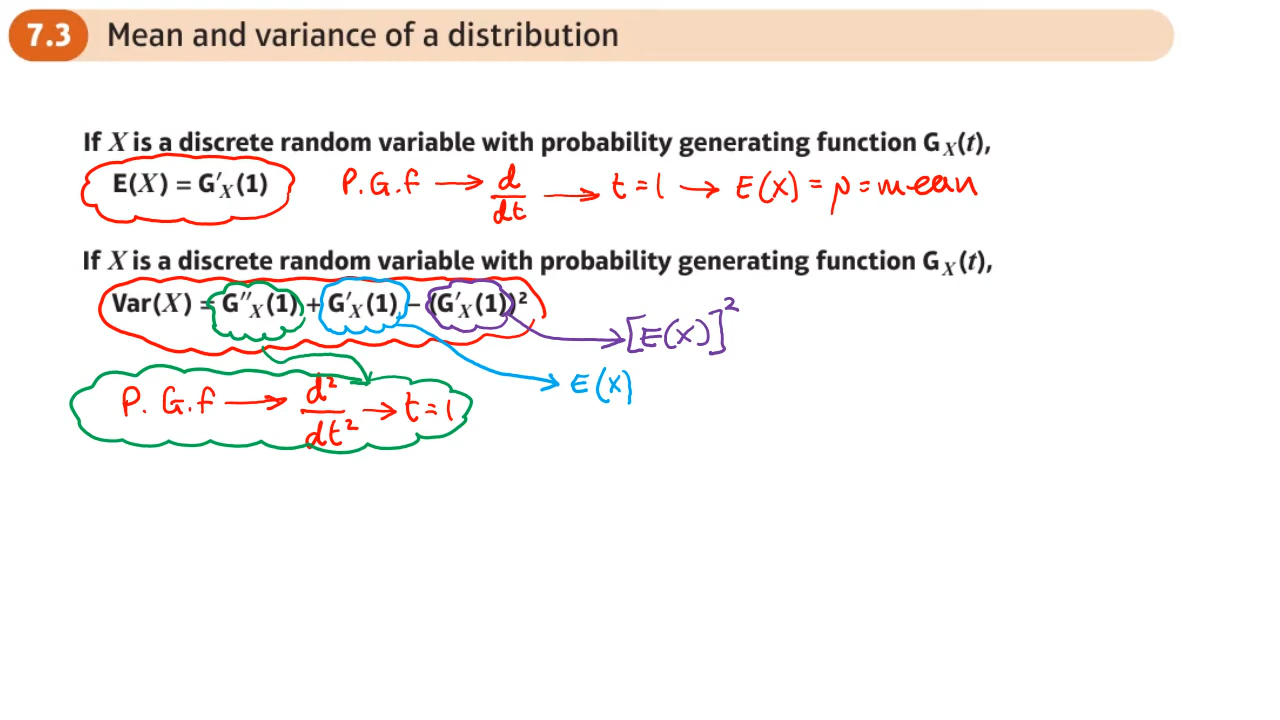 7.3 Mean and variance of a distribution
If X is a discrete random variable with probability generating function G_X(t),
E(X) = G′_X(1) P.G.f → d/dt → t = 1 → E(X) = μ = mean
If X is a discrete random variable with probability generating function G_X(t),
Var(X) = G″_X(1) + G′_X(1) − (G′_X(1))²
[E(X)]²
E(X)
P. G.f → d²/dt² → t = 1